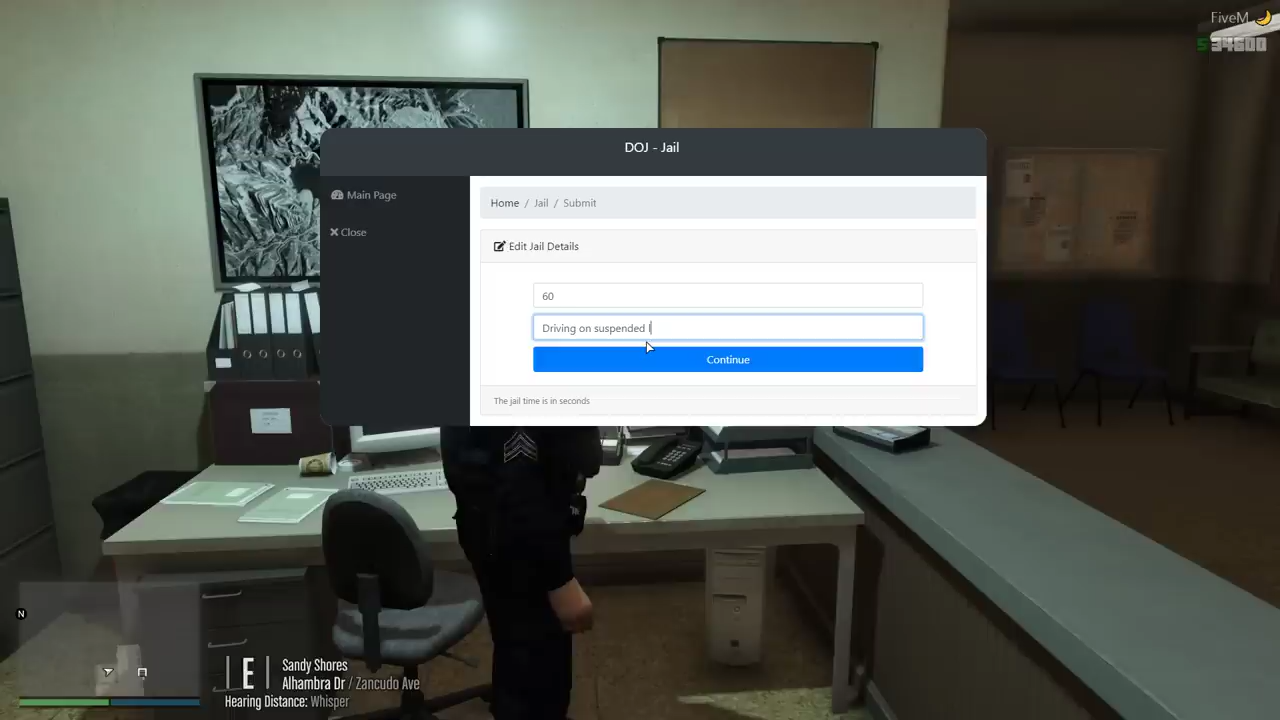 FiveM
$ 34600
DOJ - Jail
Main Page
Close
Home / Jail / Submit
Edit Jail Details
60
Driving on suspended l
Continue
The jail time is in seconds
N
E
Sandy Shores
Alhambra Dr / Zancudo Ave
Hearing Distance: Whisper